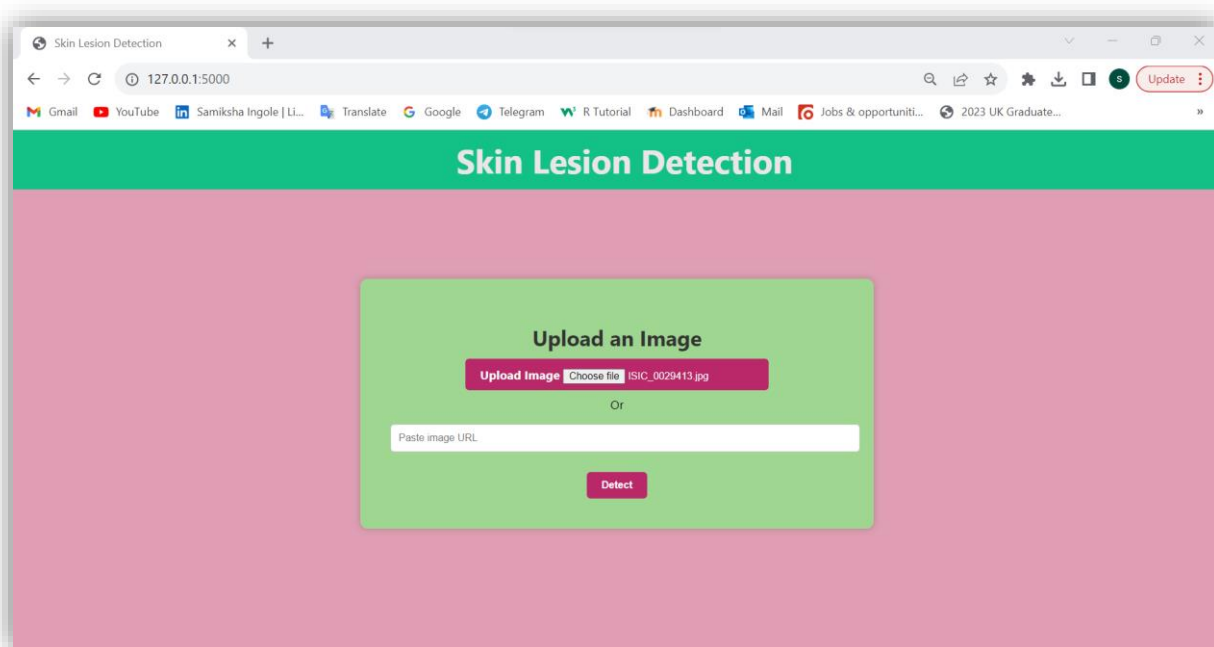 Skin Lesion Detection
127.0.0.1:5000
S Update
Gmail YouTube in Samiksha Ingole | Li... Translate Google Telegram R Tutorial Dashboard Mail Jobs & opportuniti... 2023 UK Graduate... »
Skin Lesion Detection
Upload an Image
Upload Image Choose file ISIC_0029413.jpg
Or
Paste image URL
Detect